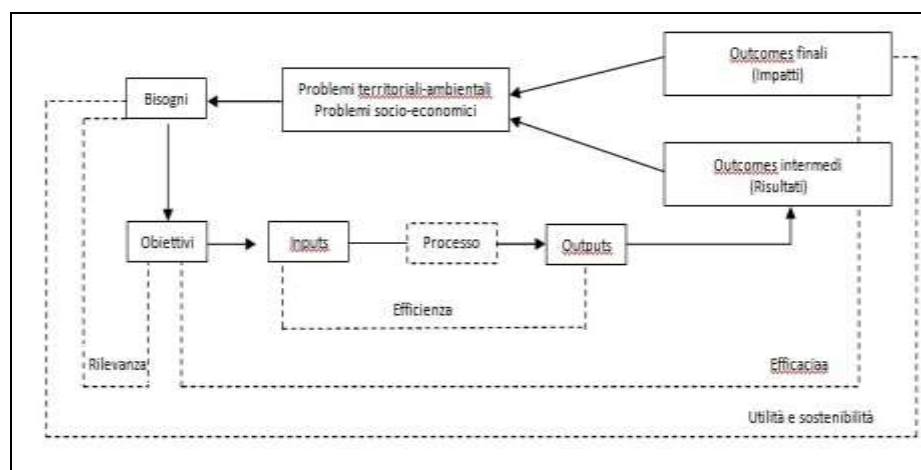 Outcomes finali
(Impatti)
Problemi territoriali-ambientali
Problemi socio-economici
Bisogni
Outcomes intermedi
(Risultati)
Obiettivi
Inputs
Processo
Outputs
Efficienza
Rilevanza
Efficaciaa
Utilità e sostenibilità